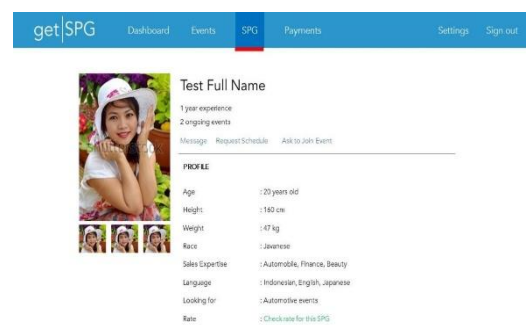 get|SPG Dashboard Events SPG Payments Settings Sign out
Test Full Name
1 year experience
2 ongoing events
Message Request Schedule Ask to Join Event
PROFILE
Age : 20 years old
Height : 160 cm
Weight : 47 kg
Race : Javanese
Sales Expertise : Automobile, Finance, Beauty
Language : Indonesian, English, Japanese
Looking for : Automotive events
Rate : Check rate for this SPG